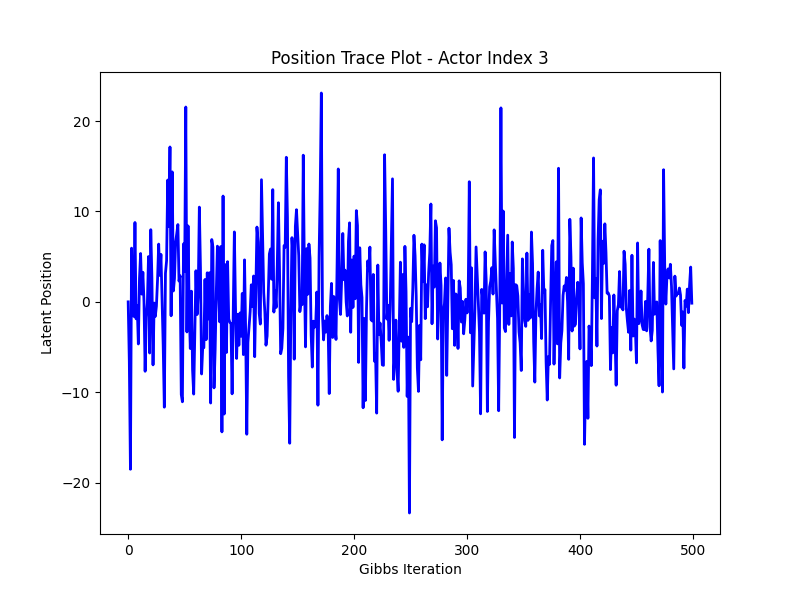 Position Trace Plot - Actor Index 3
Latent Position
20
10
0
−10
−20
0 100 200 300 400 500
Gibbs Iteration